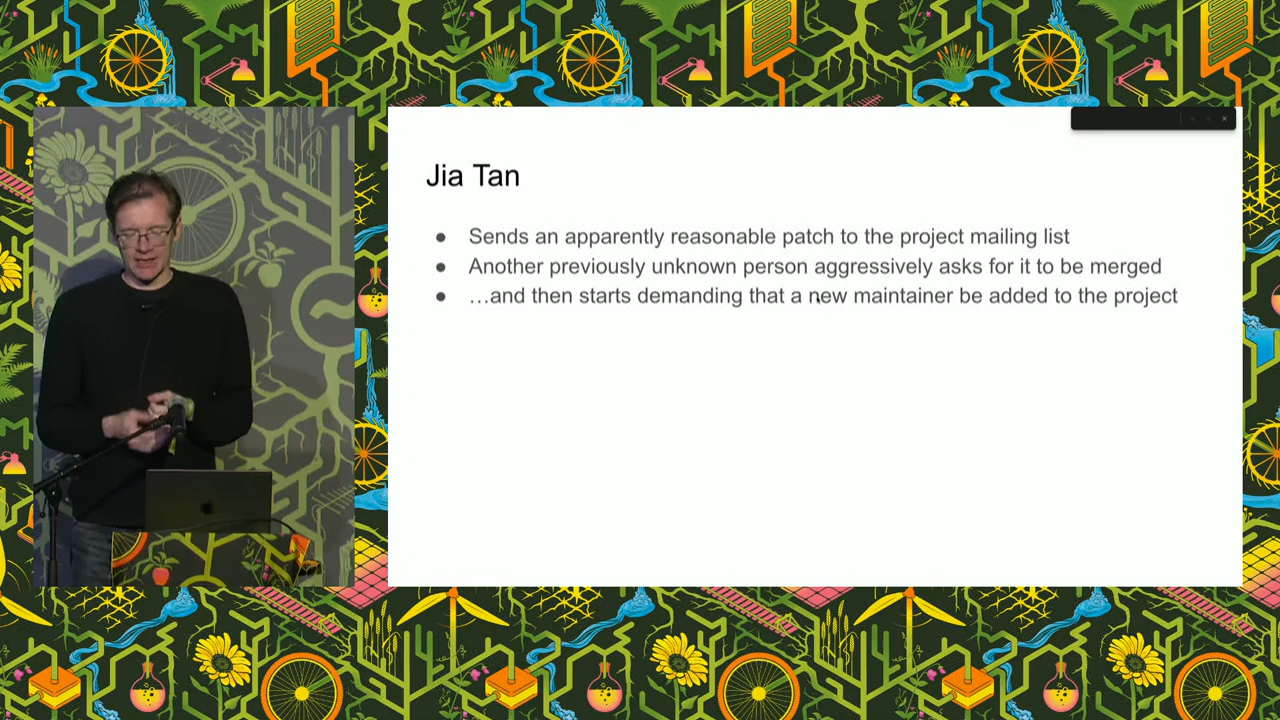 Jia Tan
● Sends an apparently reasonable patch to the project mailing list
● Another previously unknown person aggressively asks for it to be merged
● …and then starts demanding that a new maintainer be added to the project